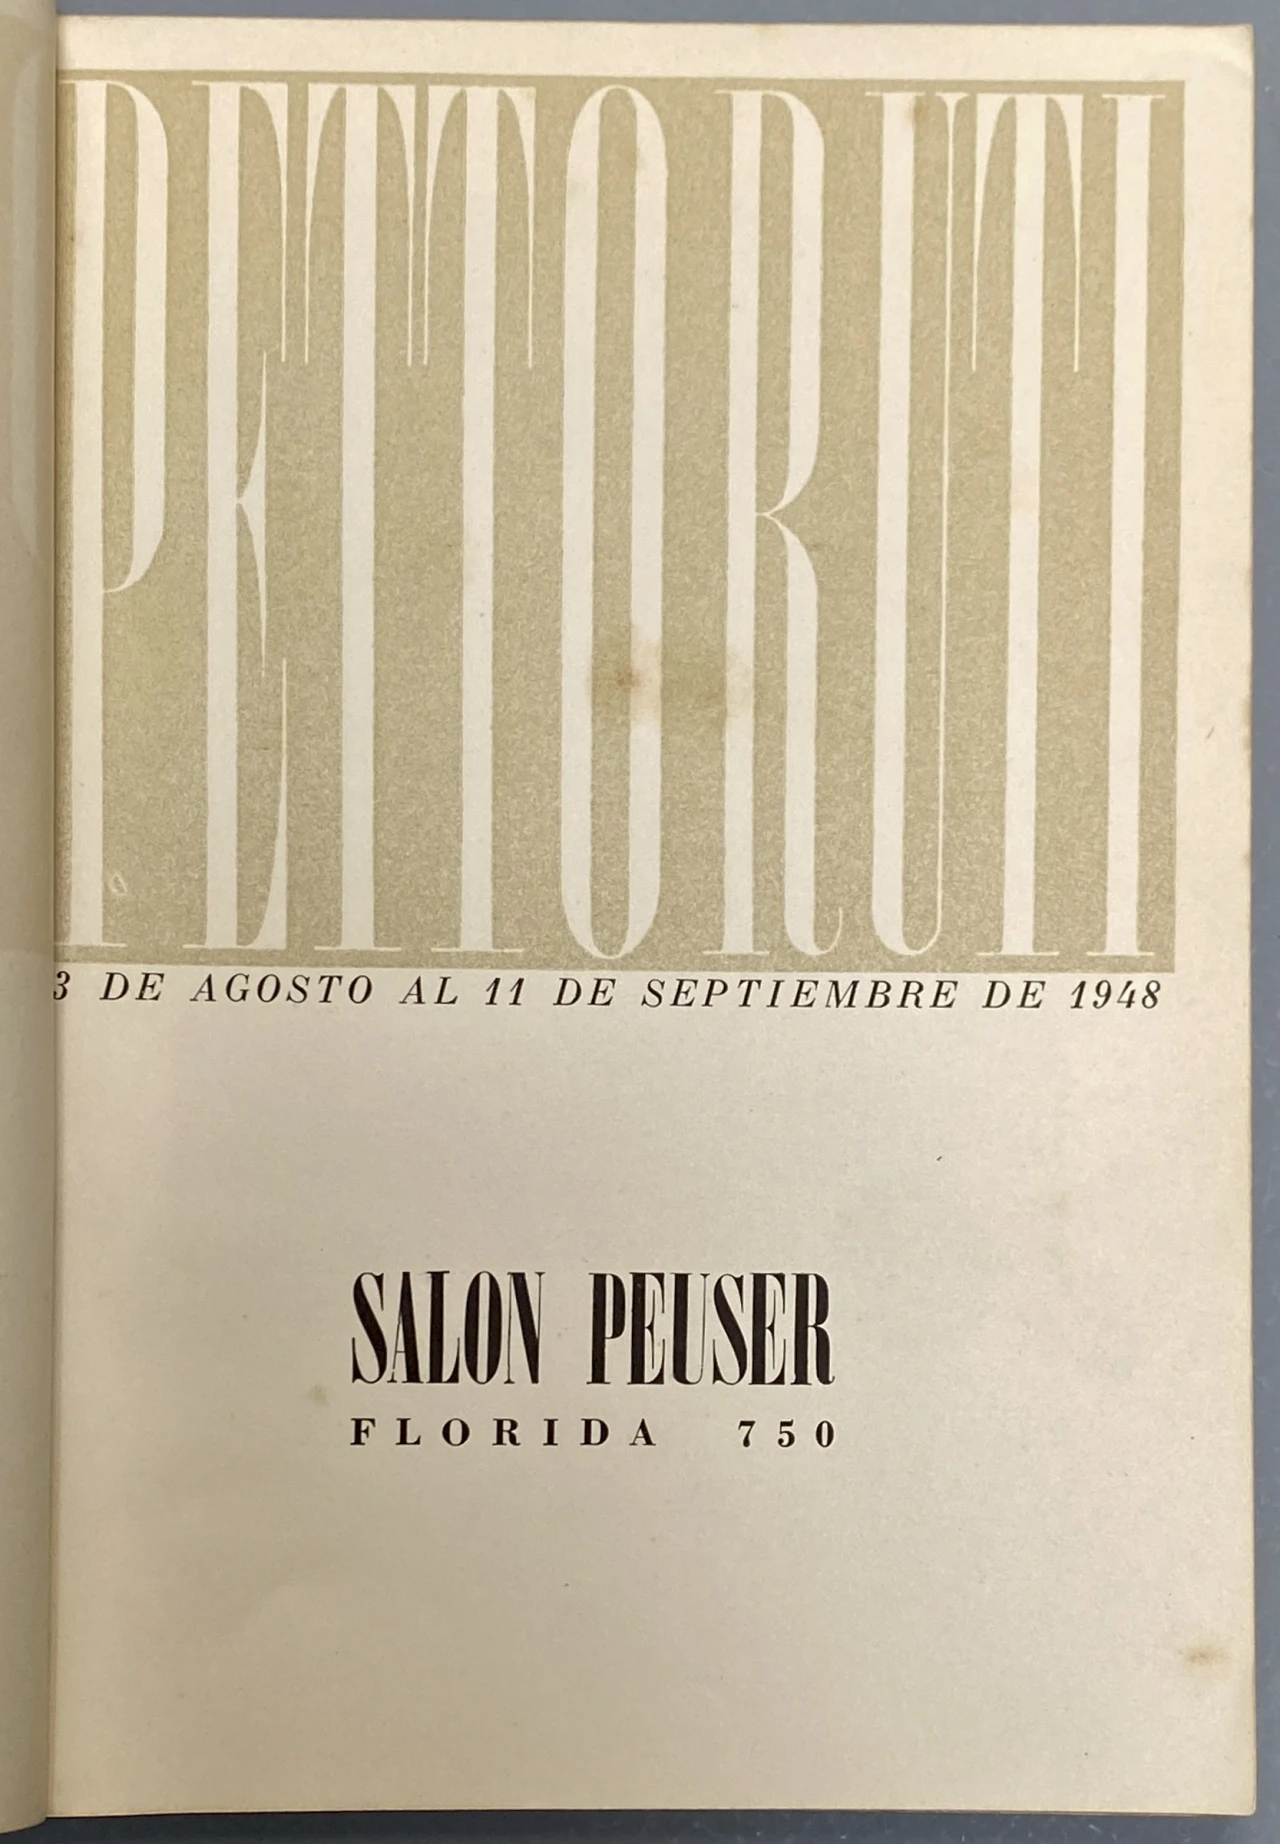 PETTORUTI
3 DE AGOSTO AL 11 DE SEPTIEMBRE DE 1948
SALON PEUSER
FLORIDA 750